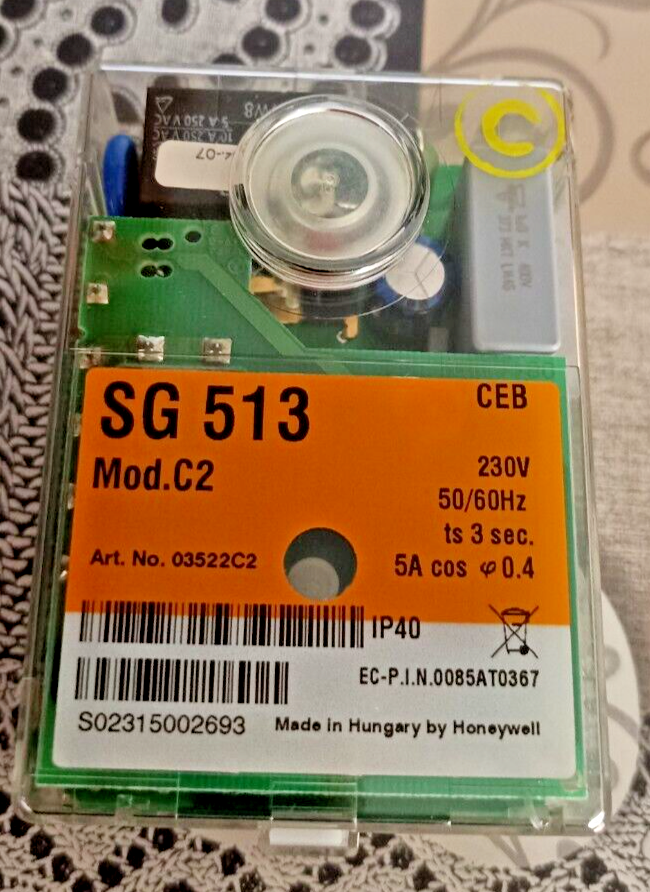 C
SG 513
CEB
Mod.C2
230V
50/60Hz
ts 3 sec.
Art. No. 03522C2
5A cos φ 0.4
IP40
EC-P.I.N.0085AT0367
S02315002693
Made in Hungary by Honeywell